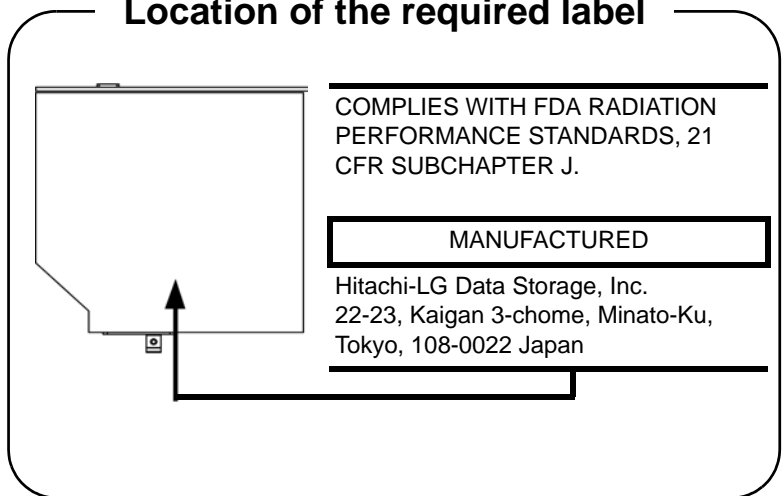 Location of the required label
COMPLIES WITH FDA RADIATION
PERFORMANCE STANDARDS, 21
CFR SUBCHAPTER J.
MANUFACTURED
Hitachi-LG Data Storage, Inc.
22-23, Kaigan 3-chome, Minato-Ku,
Tokyo, 108-0022 Japan